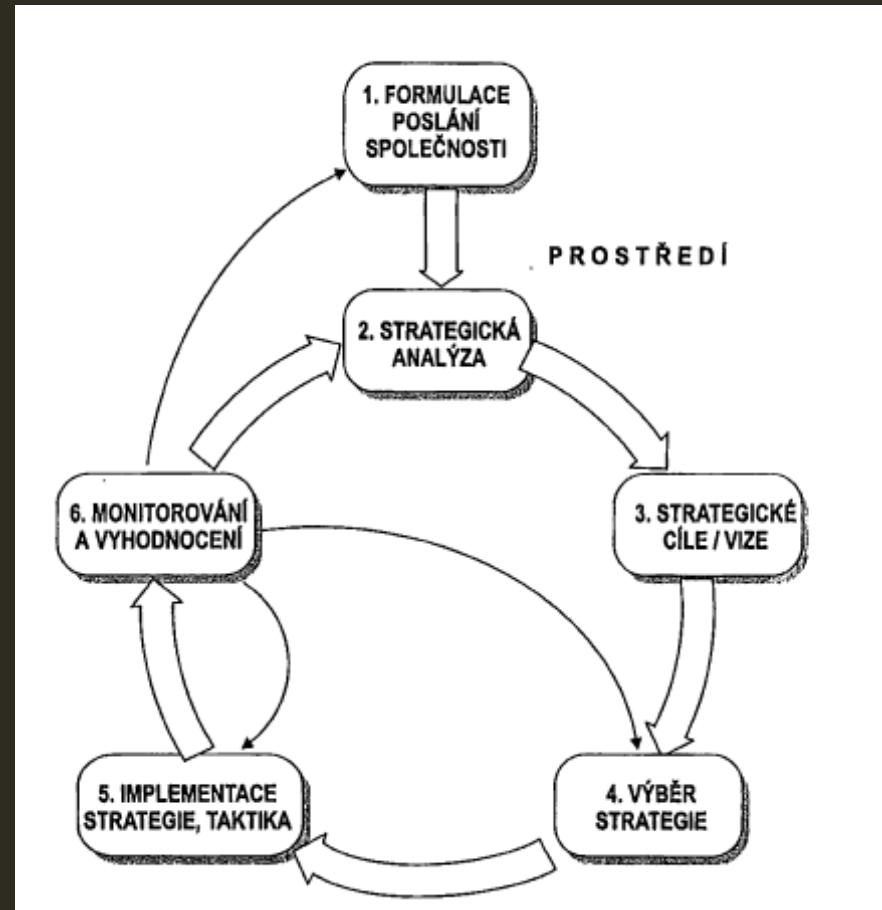 1. FORMULACE
POSLÁNÍ
SPOLEČNOSTI
PROSTŘEDÍ
2. STRATEGICKÁ
ANALÝZA
6. MONITOROVÁNÍ
A VYHODNOCENÍ
3. STRATEGICKÉ
CÍLE / VIZE
5. IMPLEMENTACE
STRATEGIE, TAKTIKA
4. VÝBĚR
STRATEGIE